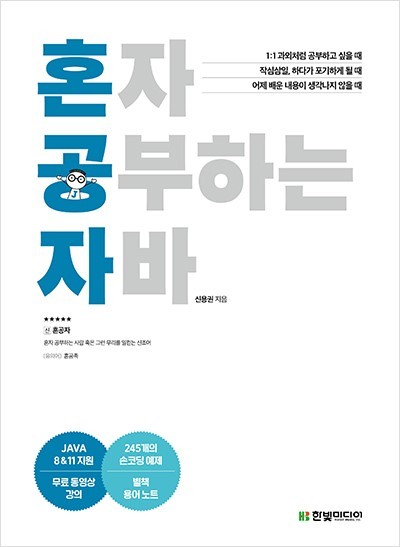 1:1 과외처럼 공부하고 싶을 때
작심삼일, 하다가 포기하게 될 때
어제 배운 내용이 생각나지 않을 때
혼자
공부하는
자바
J
신용권 지음
★★★★★
신 혼공자
혼자 공부하는 사람 혹은 그런 무리를 일컫는 신조어
(유의어) 혼공족
JAVA
8 & 11 지원
무료 동영상
강의
245개의
손코딩 예제
별책
용어 노트
한빛미디어
Hanbit Media, Inc.